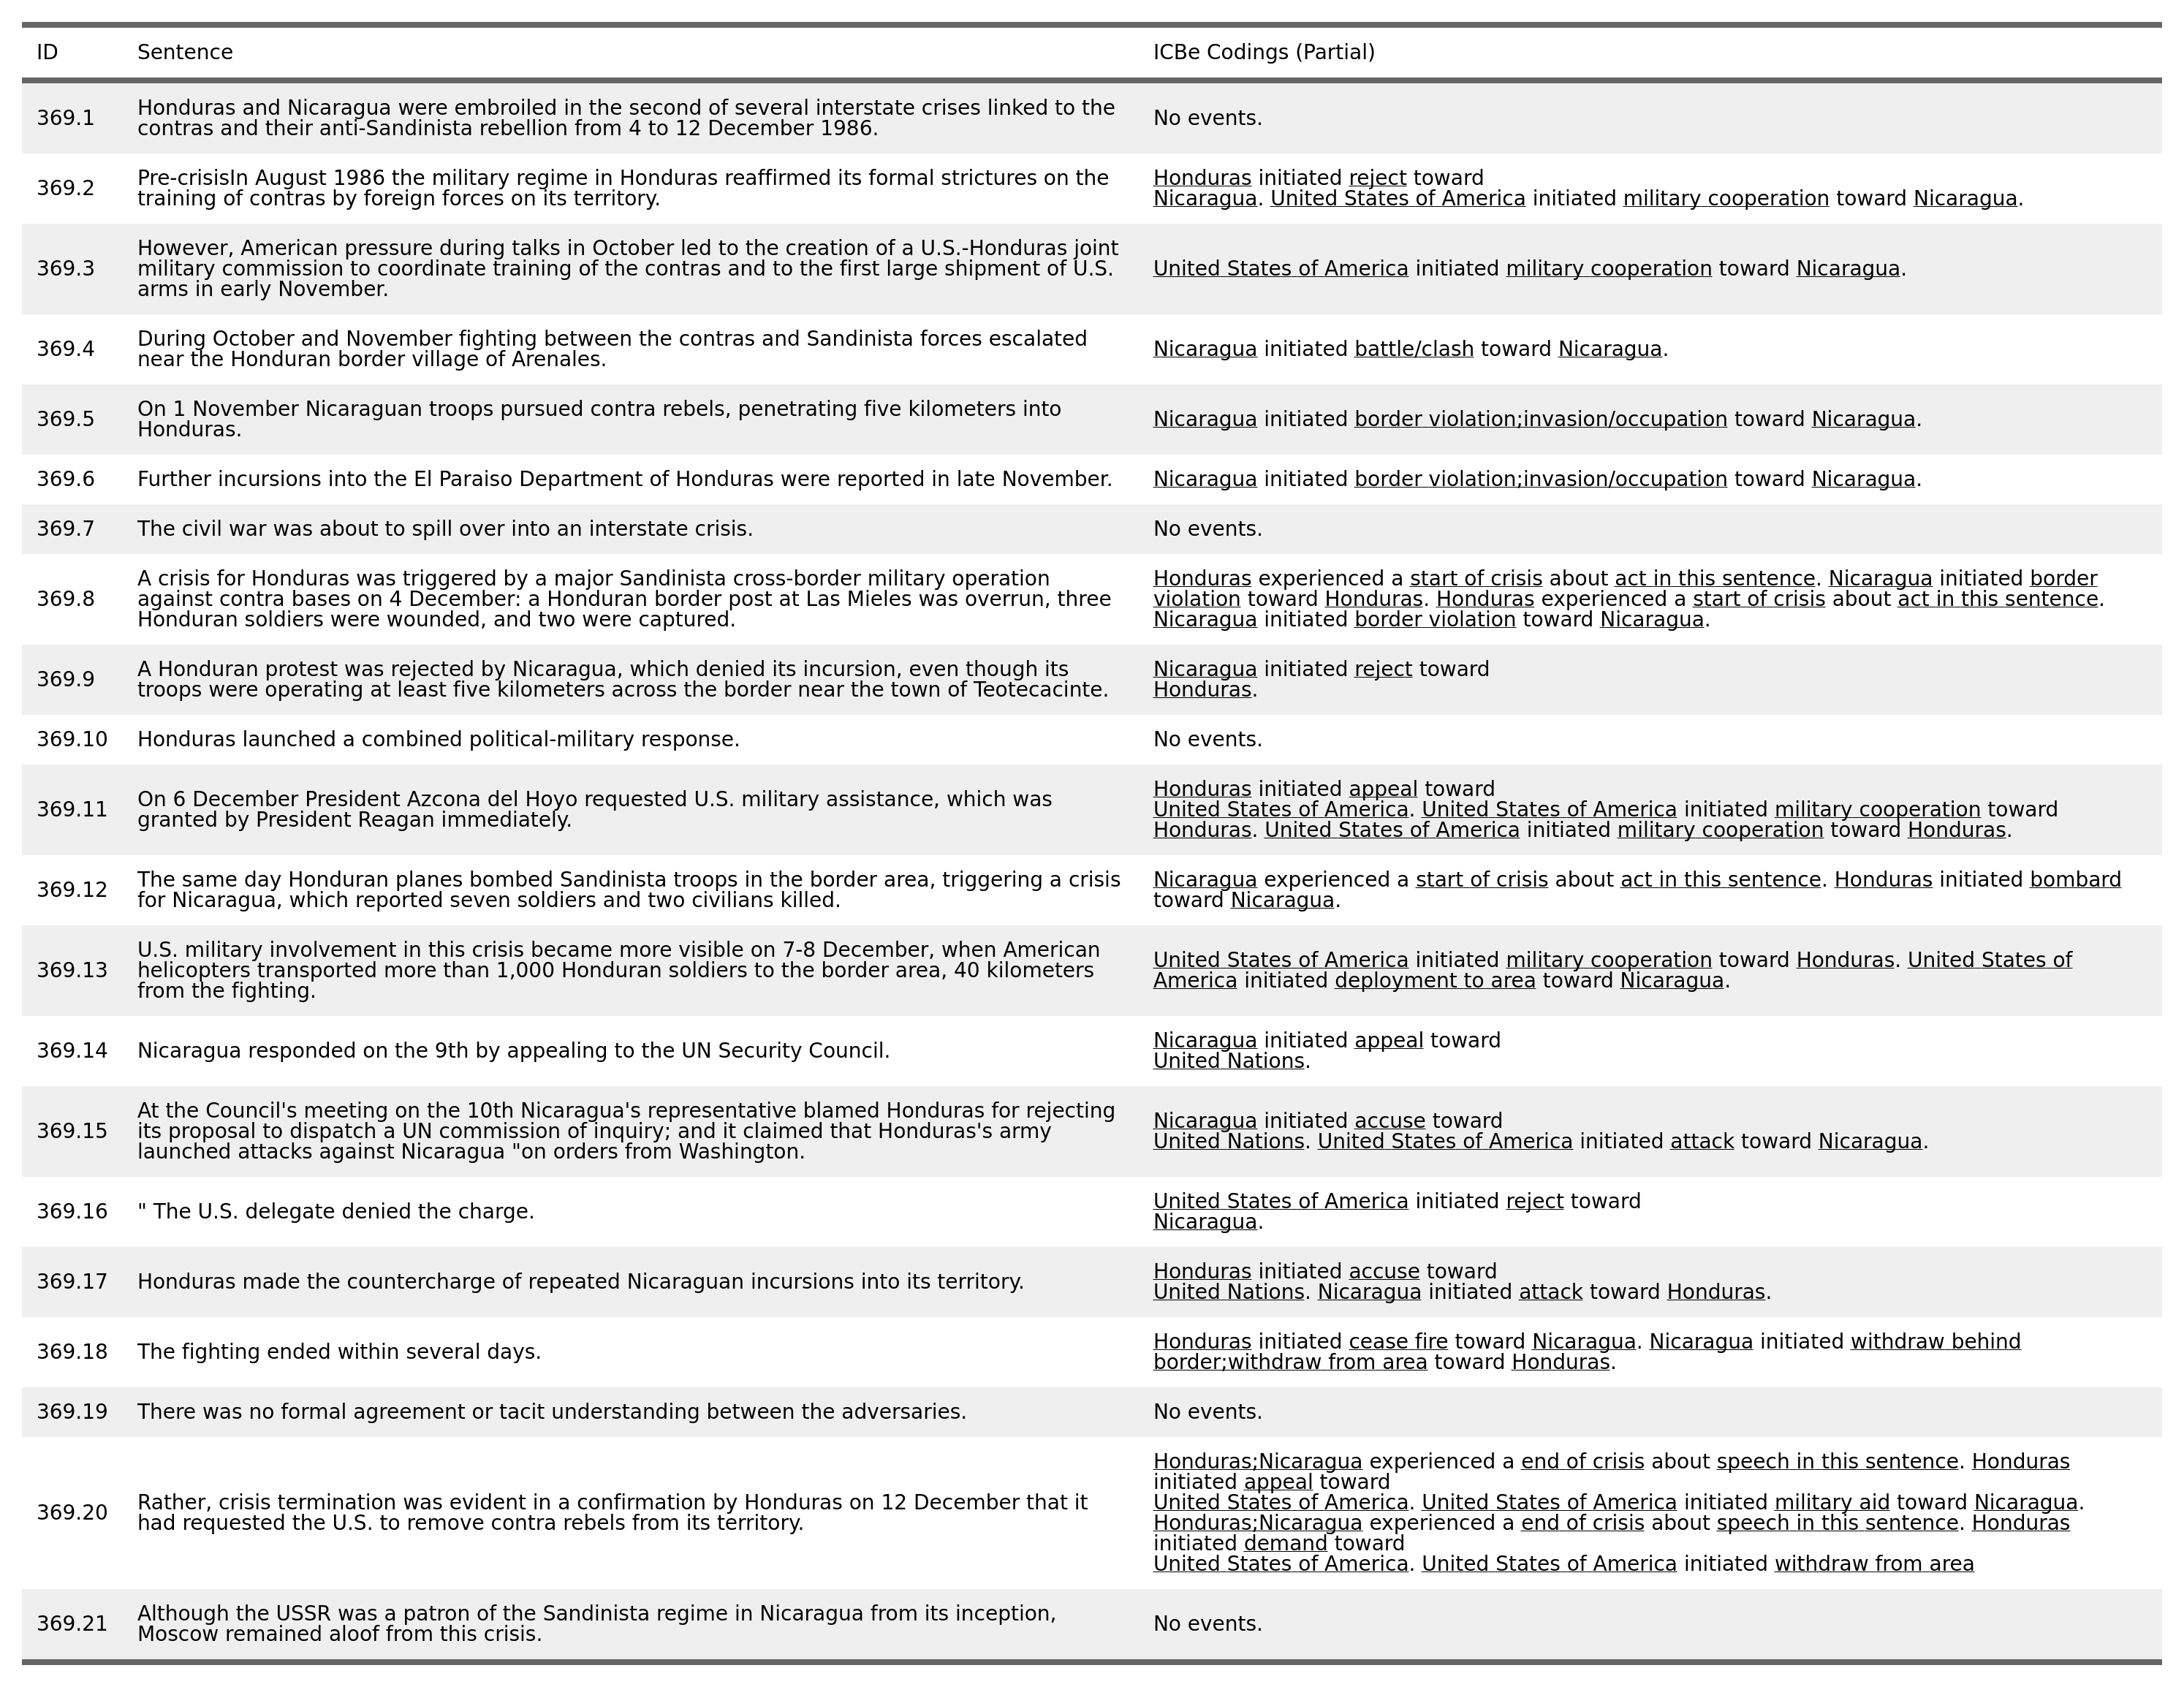 ID Sentence ICBe Codings (Partial)
369.1 Honduras and Nicaragua were embroiled in the second of several interstate crises linked to the
contras and their anti-Sandinista rebellion from 4 to 12 December 1986.
No events.
369.2 Pre-crisisIn August 1986 the military regime in Honduras reaffirmed its formal strictures on the
training of contras by foreign forces on its territory.
Honduras initiated reject toward
Nicaragua. United States of America initiated military cooperation toward Nicaragua.
369.3 However, American pressure during talks in October led to the creation of a U.S.-Honduras joint
military commission to coordinate training of the contras and to the first large shipment of U.S.
arms in early November.
United States of America initiated military cooperation toward Nicaragua.
369.4 During October and November fighting between the contras and Sandinista forces escalated
near the Honduran border village of Arenales.
Nicaragua initiated battle/clash toward Nicaragua.
369.5 On 1 November Nicaraguan troops pursued contra rebels, penetrating five kilometers into
Honduras.
Nicaragua initiated border violation;invasion/occupation toward Nicaragua.
369.6 Further incursions into the El Paraiso Department of Honduras were reported in late November.
Nicaragua initiated border violation;invasion/occupation toward Nicaragua.
369.7 The civil war was about to spill over into an interstate crisis.
No events.
369.8 A crisis for Honduras was triggered by a major Sandinista cross-border military operation
against contra bases on 4 December: a Honduran border post at Las Mieles was overrun, three
Honduran soldiers were wounded, and two were captured.
Honduras experienced a start of crisis about act in this sentence. Nicaragua initiated border
violation toward Honduras. Honduras experienced a start of crisis about act in this sentence.
Nicaragua initiated border violation toward Nicaragua.
369.9 A Honduran protest was rejected by Nicaragua, which denied its incursion, even though its
troops were operating at least five kilometers across the border near the town of Teotecacinte.
Nicaragua initiated reject toward
Honduras.
369.10 Honduras launched a combined political-military response.
No events.
369.11 On 6 December President Azcona del Hoyo requested U.S. military assistance, which was
granted by President Reagan immediately.
Honduras initiated appeal toward
United States of America. United States of America initiated military cooperation toward
Honduras. United States of America initiated military cooperation toward Honduras.
369.12 The same day Honduran planes bombed Sandinista troops in the border area, triggering a crisis
for Nicaragua, which reported seven soldiers and two civilians killed.
Nicaragua experienced a start of crisis about act in this sentence. Honduras initiated bombard
toward Nicaragua.
369.13 U.S. military involvement in this crisis became more visible on 7-8 December, when American
helicopters transported more than 1,000 Honduran soldiers to the border area, 40 kilometers
from the fighting.
United States of America initiated military cooperation toward Honduras. United States of
America initiated deployment to area toward Nicaragua.
369.14 Nicaragua responded on the 9th by appealing to the UN Security Council.
Nicaragua initiated appeal toward
United Nations.
369.15 At the Council's meeting on the 10th Nicaragua's representative blamed Honduras for rejecting
its proposal to dispatch a UN commission of inquiry; and it claimed that Honduras's army
launched attacks against Nicaragua "on orders from Washington.
Nicaragua initiated accuse toward
United Nations. United States of America initiated attack toward Nicaragua.
369.16 " The U.S. delegate denied the charge.
United States of America initiated reject toward
Nicaragua.
369.17 Honduras made the countercharge of repeated Nicaraguan incursions into its territory.
Honduras initiated accuse toward
United Nations. Nicaragua initiated attack toward Honduras.
369.18 The fighting ended within several days.
Honduras initiated cease fire toward Nicaragua. Nicaragua initiated withdraw behind
border;withdraw from area toward Honduras.
369.19 There was no formal agreement or tacit understanding between the adversaries.
No events.
369.20 Rather, crisis termination was evident in a confirmation by Honduras on 12 December that it
had requested the U.S. to remove contra rebels from its territory.
Honduras;Nicaragua experienced a end of crisis about speech in this sentence. Honduras
initiated appeal toward
United States of America. United States of America initiated military aid toward Nicaragua.
Honduras;Nicaragua experienced a end of crisis about speech in this sentence. Honduras
initiated demand toward
United States of America. United States of America initiated withdraw from area
369.21 Although the USSR was a patron of the Sandinista regime in Nicaragua from its inception,
Moscow remained aloof from this crisis.
No events.